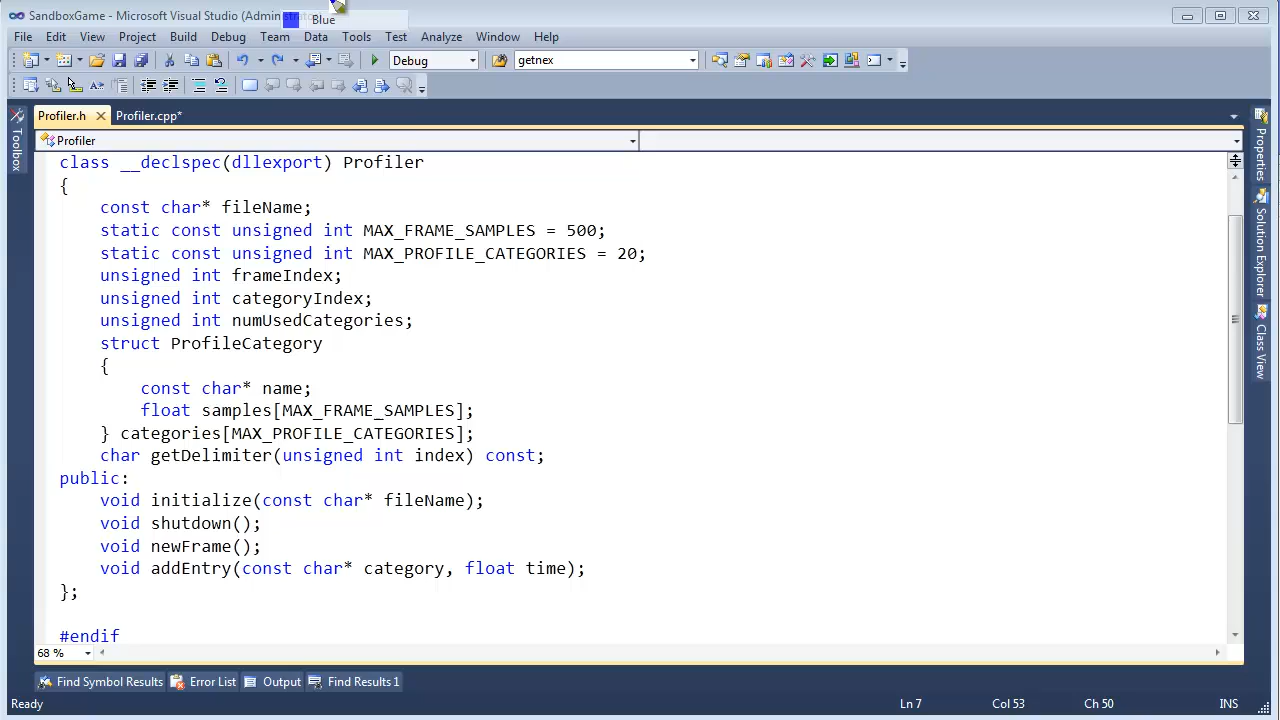 SandboxGame - Microsoft Visual Studio (Admin
Blue
File Edit View Project Build Debug Team Data Tools Test Analyze Window Help
Debug getnex
Profiler.h Profiler.cpp*
Profiler
class __declspec(dllexport) Profiler
{
const char* fileName;
static const unsigned int MAX_FRAME_SAMPLES = 500;
static const unsigned int MAX_PROFILE_CATEGORIES = 20;
unsigned int frameIndex;
unsigned int categoryIndex;
unsigned int numUsedCategories;
struct ProfileCategory
{
const char* name;
float samples[MAX_FRAME_SAMPLES];
} categories[MAX_PROFILE_CATEGORIES];
char getDelimiter(unsigned int index) const;
public:
void initialize(const char* fileName);
void shutdown();
void newFrame();
void addEntry(const char* category, float time);
};
#endif
68 %
Toolbox
Properties
Solution Explorer
Class View
Find Symbol Results Error List Output Find Results 1
Ready Ln 7 Col 53 Ch 50 INS